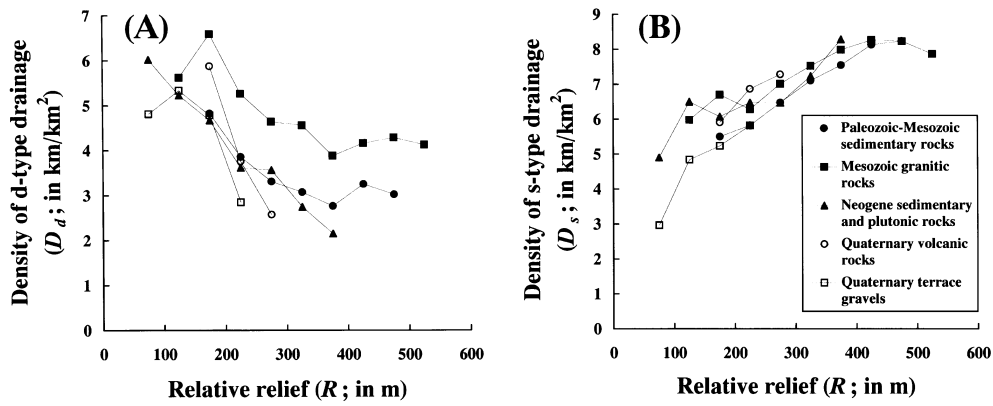 (A)
Density of d-type drainage
(Dd ; in km/km2)
7
6
5
4
3
2
1
0
0 100 200 300 400 500 600
Relative relief (R ; in m)
(B)
Density of s-type drainage
(Ds ; in km/km2)
9
8
7
6
5
4
3
2
1
0
0 100 200 300 400 500 600
Relative relief (R ; in m)
Paleozoic-Mesozoic
sedimentary rocks
Mesozoic granitic
rocks
Neogene sedimentary
and plutonic rocks
Quaternary volcanic
rocks
Quaternary terrace
gravels